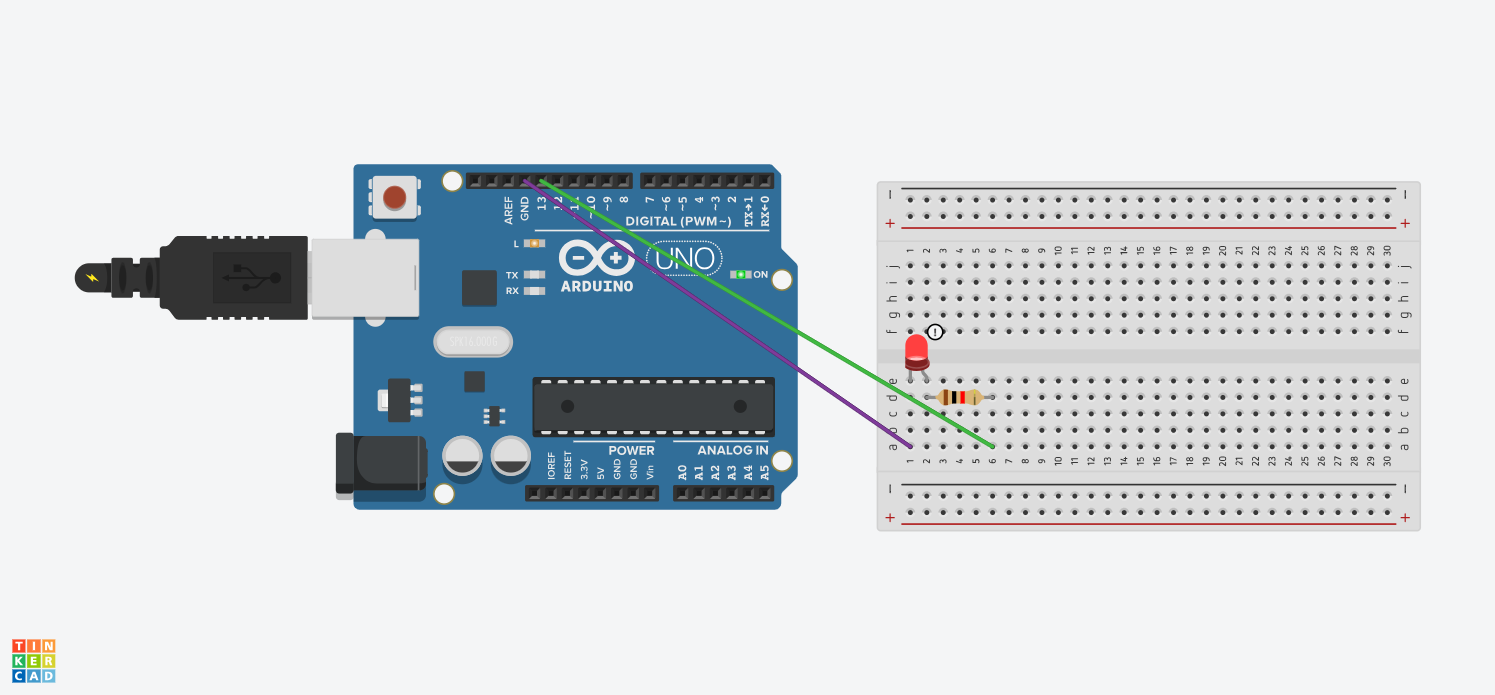 AREF
GND
13
12
~10
~9
8
7
~6
~5
4
~3
2
TX→1
RX←0
DIGITAL (PWM~)
L
TX
RX
ON
UNO
ARDUINO
POWER
ANALOG IN
IOREF
RESET
3.3V
5V
GND
GND
Vin
A0
A1
A2
A3
A4
A5
− −
+ +
1 2 3 4 5 6 7 8 9 10 11 12 13 14 15 16 17 18 19 20 21 22 23 24 25 26 27 28 29 30
j j
i i
h h
g g
f f
!
e e
d d
c c
b b
a a
1 2 3 4 5 6 7 8 9 10 11 12 13 14 15 16 17 18 19 20 21 22 23 24 25 26 27 28 29 30
− −
+ +
TIN
KER
CAD